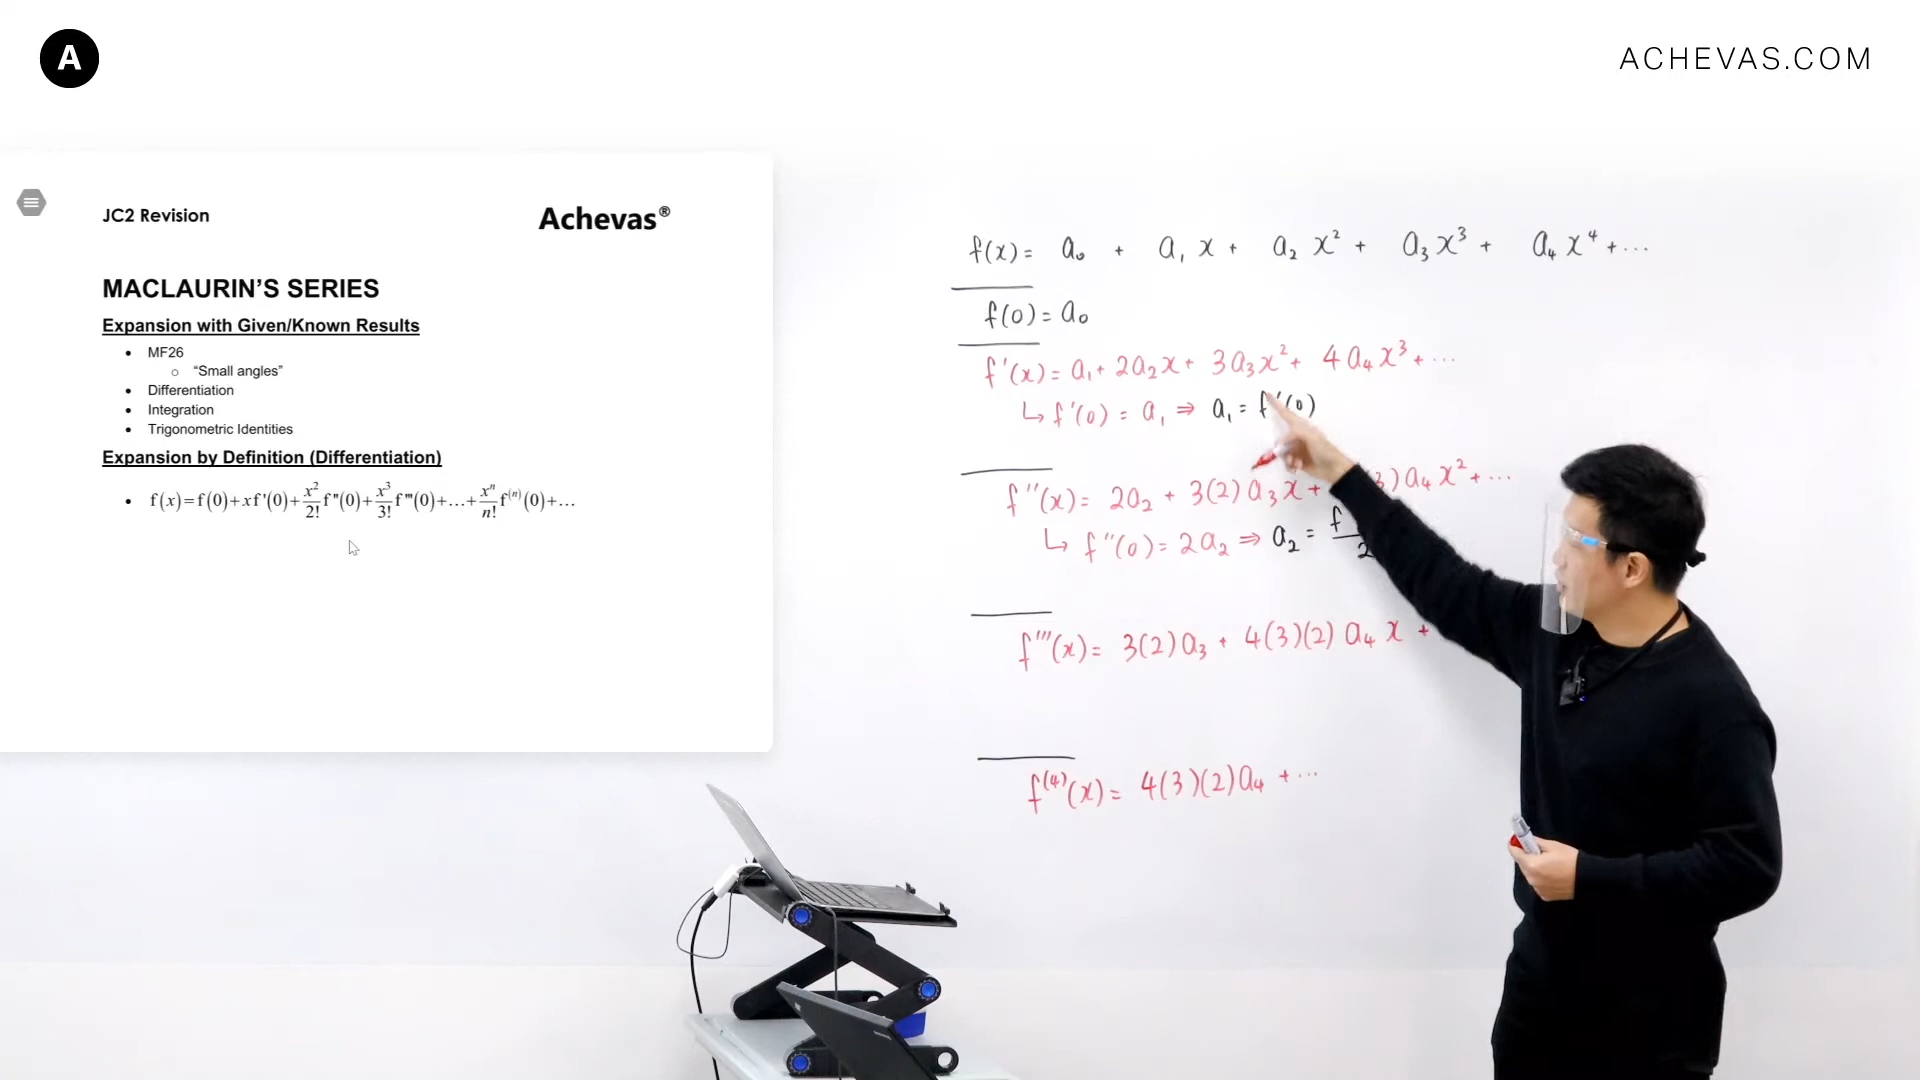 A
ACHEVAS.COM
JC2 Revision
Achevas®
MACLAURIN'S SERIES
Expansion with Given/Known Results
• MF26
○ “Small angles”
• Differentiation
• Integration
• Trigonometric Identities
Expansion by Definition (Differentiation)
• f(x)=f(0)+xf'(0)+x²/2! f''(0)+x³/3! f'''(0)+…+xⁿ/n! f⁽ⁿ⁾(0)+…
f(x)= a₀ + a₁x + a₂x² + a₃x³ + a₄x⁴ + ...
f(0)= a₀
f'(x)= a₁+ 2a₂x+ 3a₃x²+ 4a₄x³+ ...
↳ f'(0) = a₁ ⇒ a₁ = f'(0)
f''(x)= 2a₂ + 3(2)a₃x + 3)a₄x²+ ...
↳ f''(0)= 2a₂ ⇒ a₂ = f/2
f'''(x)= 3(2)a₃ + 4(3)(2)a₄x +
f⁽⁴⁾(x)= 4(3)(2)a₄ + ...